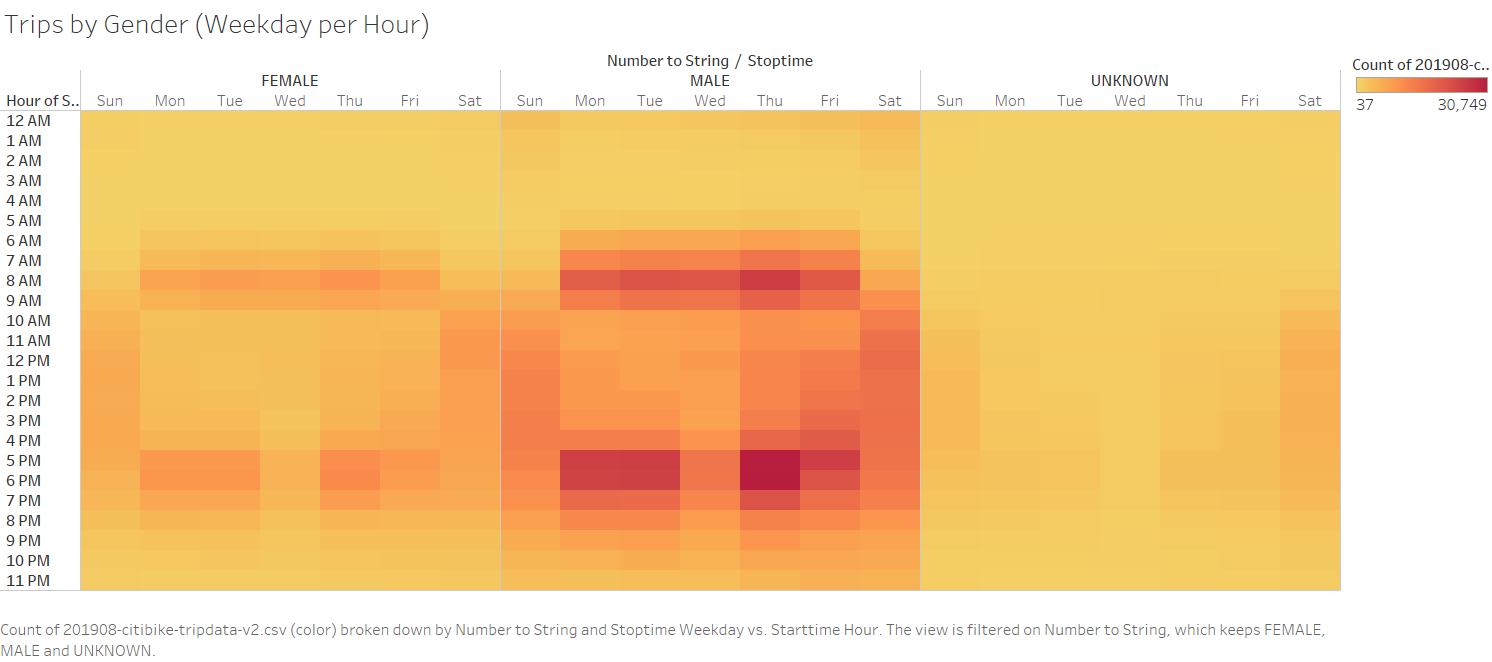 Trips by Gender (Weekday per Hour)
Number to String / Stoptime
Count of 201908-c..
FEMALE MALE UNKNOWN
37 30,749
Hour of S.. Sun Mon Tue Wed Thu Fri Sat Sun Mon Tue Wed Thu Fri Sat Sun Mon Tue Wed Thu Fri Sat
12 AM
1 AM
2 AM
3 AM
4 AM
5 AM
6 AM
7 AM
8 AM
9 AM
10 AM
11 AM
12 PM
1 PM
2 PM
3 PM
4 PM
5 PM
6 PM
7 PM
8 PM
9 PM
10 PM
11 PM
Count of 201908-citibike-tripdata-v2.csv (color) broken down by Number to String and Stoptime Weekday vs. Starttime Hour. The view is filtered on Number to String, which keeps FEMALE,
MALE and UNKNOWN.